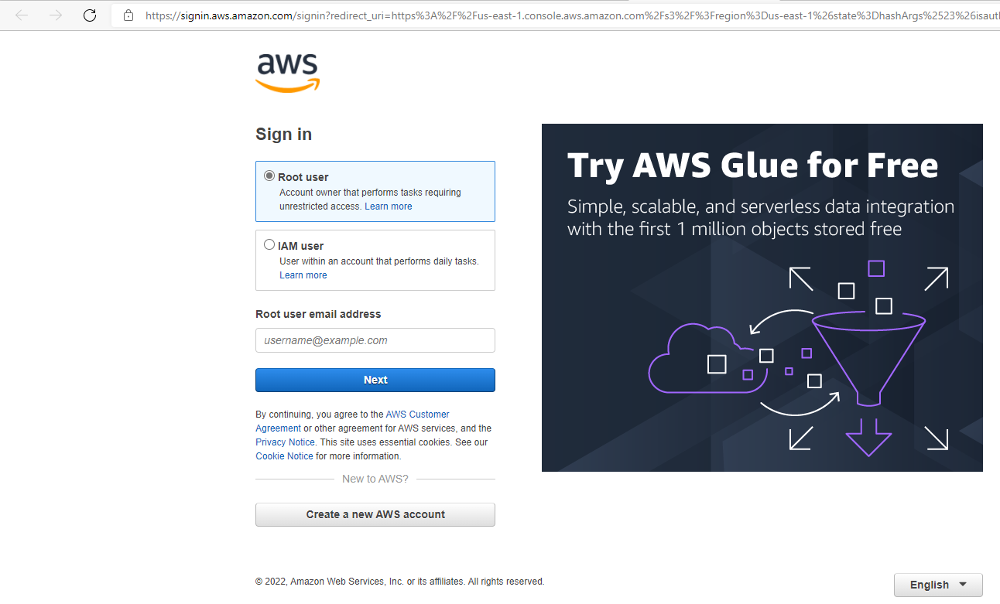 https://signin.aws.amazon.com/signin?redirect_uri=https%3A%2F%2Fus-east-1.console.aws.amazon.com%2Fs3%2F%3Fregion%3Dus-east-1%26state%3DhashArgs%2523%26isauth
aws
Sign in
Root user
Account owner that performs tasks requiring
unrestricted access. Learn more
IAM user
User within an account that performs daily tasks.
Learn more
Root user email address
username@example.com
Next
By continuing, you agree to the AWS Customer
Agreement or other agreement for AWS services, and the
Privacy Notice. This site uses essential cookies. See our
Cookie Notice for more information.
New to AWS?
Create a new AWS account
Try AWS Glue for Free
Simple, scalable, and serverless data integration
with the first 1 million objects stored free
© 2022, Amazon Web Services, Inc. or its affiliates. All rights reserved.
English